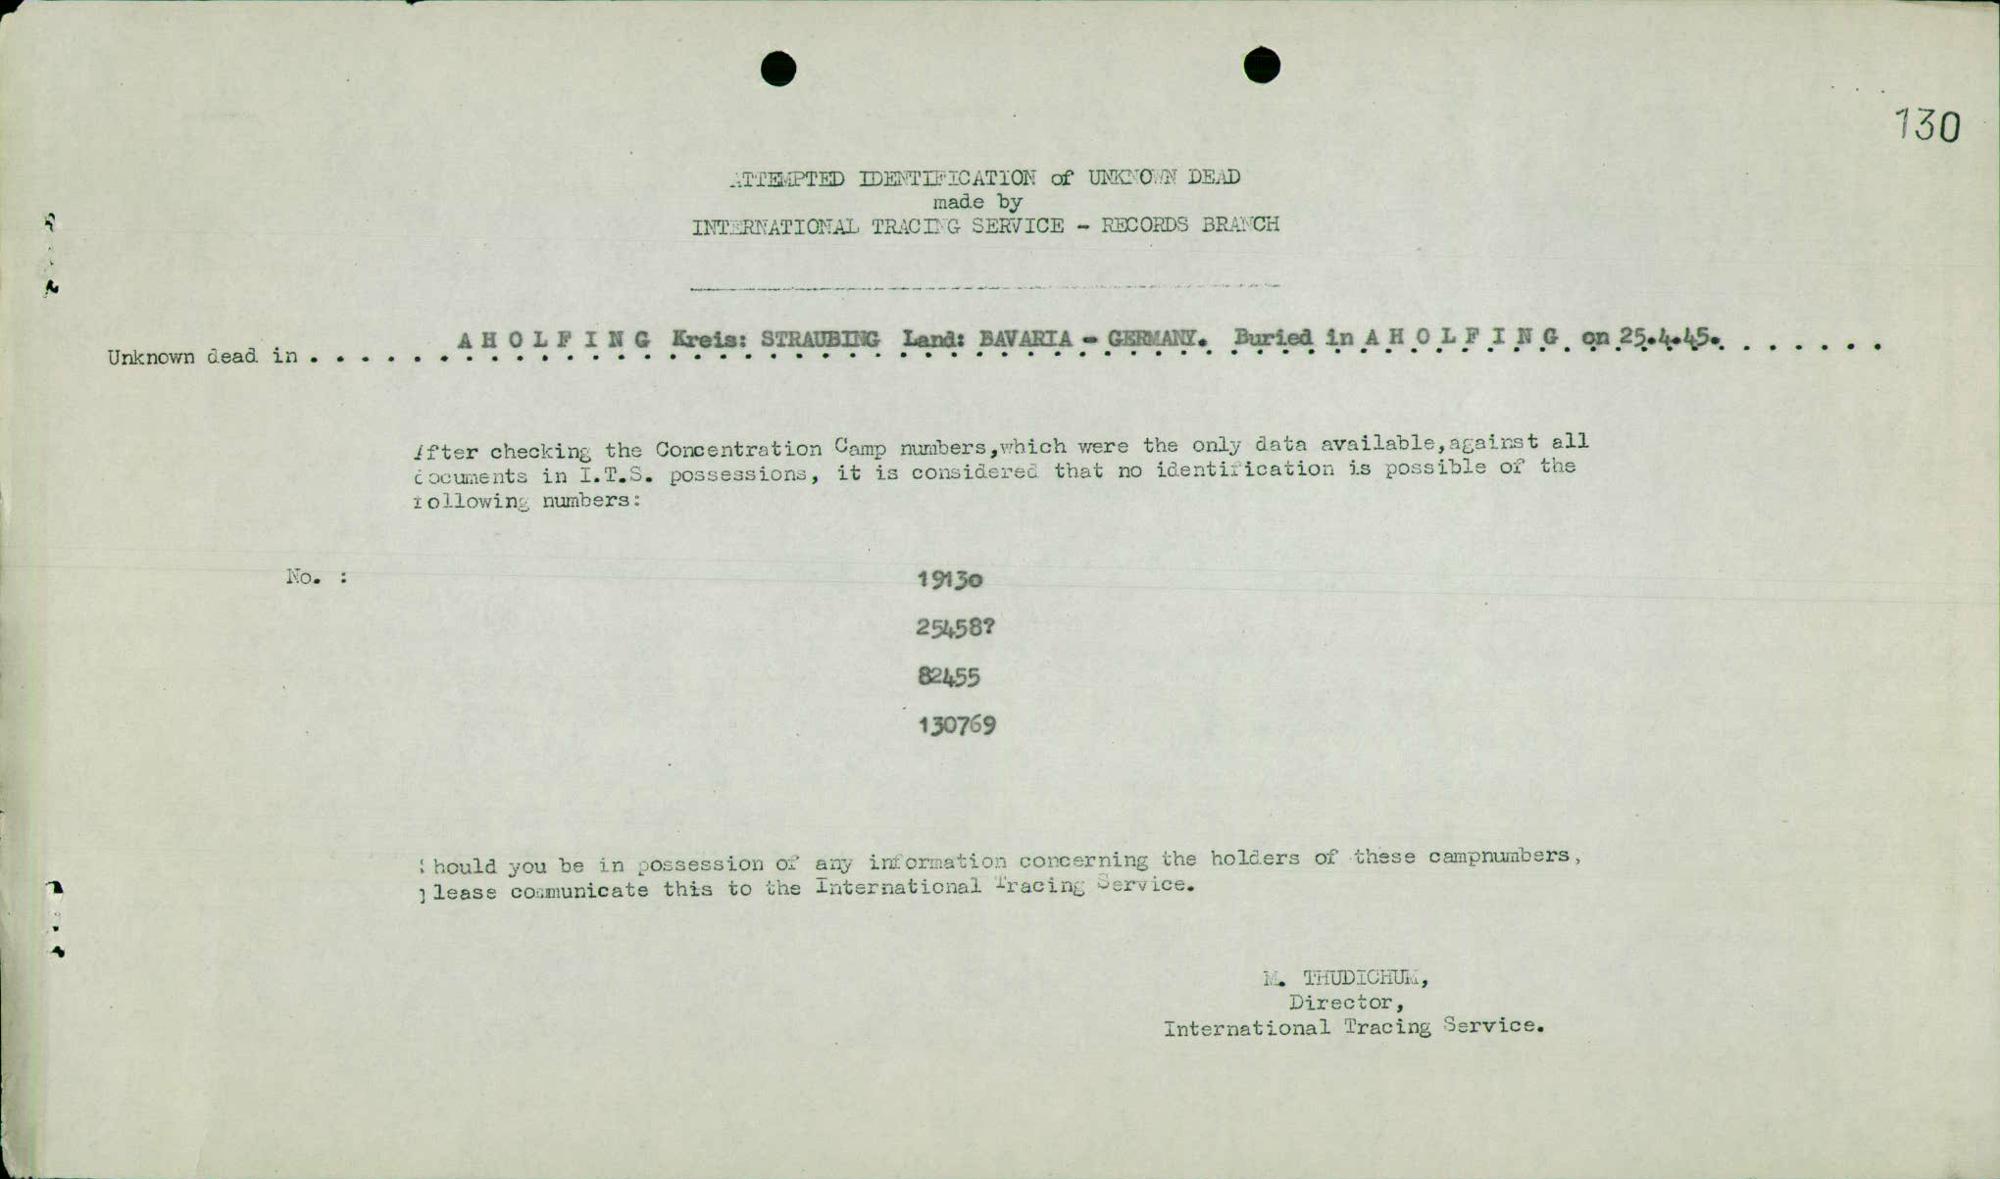 130
ATTEMPTED IDENTIFICATION of UNKNOWN DEAD
made by
INTERNATIONAL TRACING SERVICE - RECORDS BRANCH
Unknown dead in . . . . . A H O L F I N G Kreis: STRAUBING Land: BAVARIA - GERMANY. Buried in A H O L F I N G on 25.4.45. . . . . . .
After checking the Concentration Camp numbers,which were the only data available,against all
documents in I.T.S. possessions, it is considered that no identification is possible of the
following numbers:
No. : 19130
25458?
82455
130769
Should you be in possession of any information concerning the holders of these campnumbers,
please communicate this to the International Tracing Service.
M. THUDICHUM,
Director,
International Tracing Service.